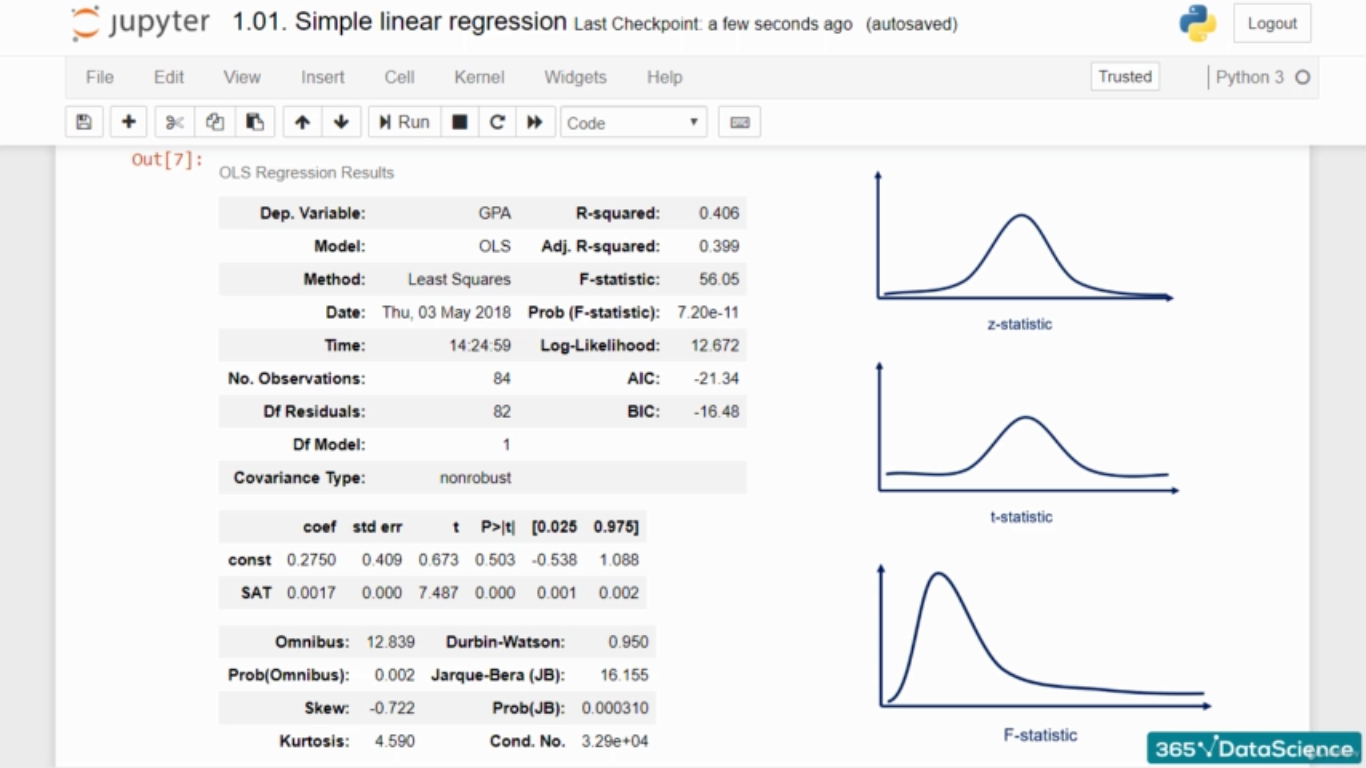 jupyter 1.01. Simple linear regression Last Checkpoint: a few seconds ago (autosaved) Logout
File Edit View Insert Cell Kernel Widgets Help Trusted Python 3
Run Code
Out[7]:
OLS Regression Results
Dep. Variable: GPA R-squared: 0.406
Model: OLS Adj. R-squared: 0.399
Method: Least Squares F-statistic: 56.05
Date: Thu, 03 May 2018 Prob (F-statistic): 7.20e-11
Time: 14:24:59 Log-Likelihood: 12.672
No. Observations: 84 AIC: -21.34
Df Residuals: 82 BIC: -16.48
Df Model: 1
Covariance Type: nonrobust
coef std err t P>|t| [0.025 0.975]
const 0.2750 0.409 0.673 0.503 -0.538 1.088
SAT 0.0017 0.000 7.487 0.000 0.001 0.002
Omnibus: 12.839 Durbin-Watson: 0.950
Prob(Omnibus): 0.002 Jarque-Bera (JB): 16.155
Skew: -0.722 Prob(JB): 0.000310
Kurtosis: 4.590 Cond. No. 3.29e+04
z-statistic
t-statistic
F-statistic
365 DataScience